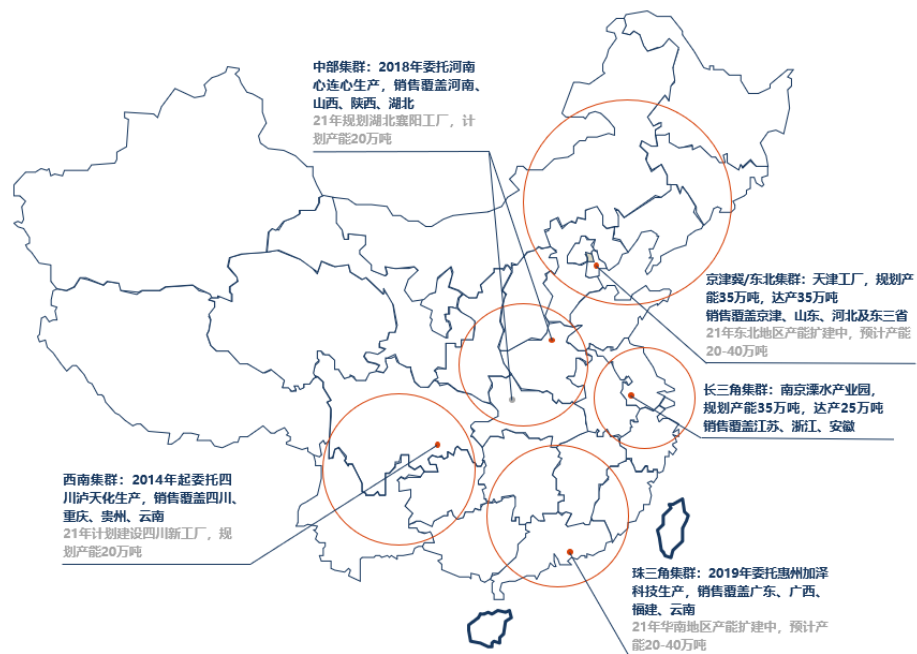 中部集群：2018年委托河南
心连心生产，销售覆盖河南、
山西、陕西、湖北
21年规划湖北襄阳工厂，计
划产能20万吨
京津冀/东北集群：天津工厂，规划产
能35万吨，达产35万吨
销售覆盖京津、山东、河北及东三省
21年东北地区产能扩建中，预计产能
20-40万吨
长三角集群：南京溧水产业园，
规划产能35万吨，达产25万吨
销售覆盖江苏、浙江、安徽
西南集群：2014年起委托四
川泸天化生产，销售覆盖四川、
重庆、贵州、云南
21年计划建设四川新工厂，规
划产能20万吨
珠三角集群：2019年委托惠州加泽
科技生产，销售覆盖广东、广西、
福建、云南
21年华南地区产能扩建中，预计产
能20-40万吨